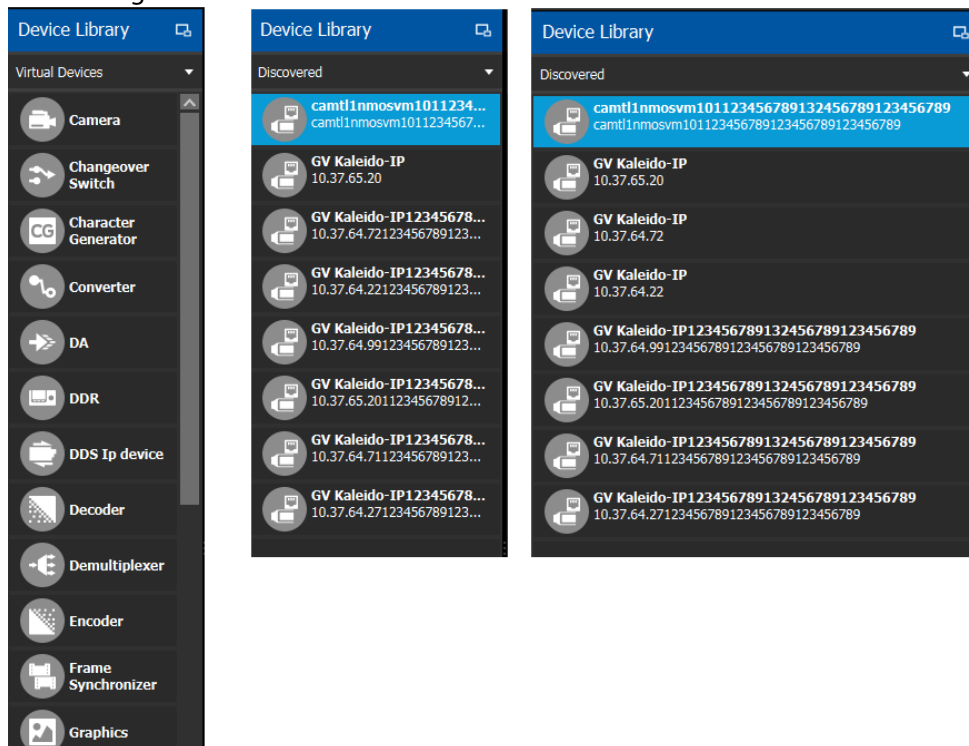 Device Library
Virtual Devices
Camera
Changeover
Switch
CG
Character
Generator
Converter
DA
DDR
DDS Ip device
Decoder
Demultiplexer
Encoder
Frame
Synchronizer
Graphics
Device Library
Discovered
camtl1nmosvm1011234...
camtl1nmosvm1011234567...
GV Kaleido-IP
10.37.65.20
GV Kaleido-IP12345678...
10.37.64.72123456789123...
GV Kaleido-IP12345678...
10.37.64.22123456789123...
GV Kaleido-IP12345678...
10.37.64.99123456789123...
GV Kaleido-IP12345678...
10.37.65.20112345678912...
GV Kaleido-IP12345678...
10.37.64.71123456789123...
GV Kaleido-IP12345678...
10.37.64.27123456789123...
Device Library
Discovered
camtl1nmosvm10112345678913245678912345​6789
camtl1nmosvm101123456789123456789123456789
GV Kaleido-IP
10.37.65.20
GV Kaleido-IP
10.37.64.72
GV Kaleido-IP
10.37.64.22
GV Kaleido-IP123456789132456789123456789
10.37.64.99123456789123456789123456789
GV Kaleido-IP123456789132456789123456789
10.37.65.201123456789123456789123456789
GV Kaleido-IP123456789132456789123456789
10.37.64.71123456789123456789123456789
GV Kaleido-IP123456789132456789123456789
10.37.64.27123456789123456789123456789